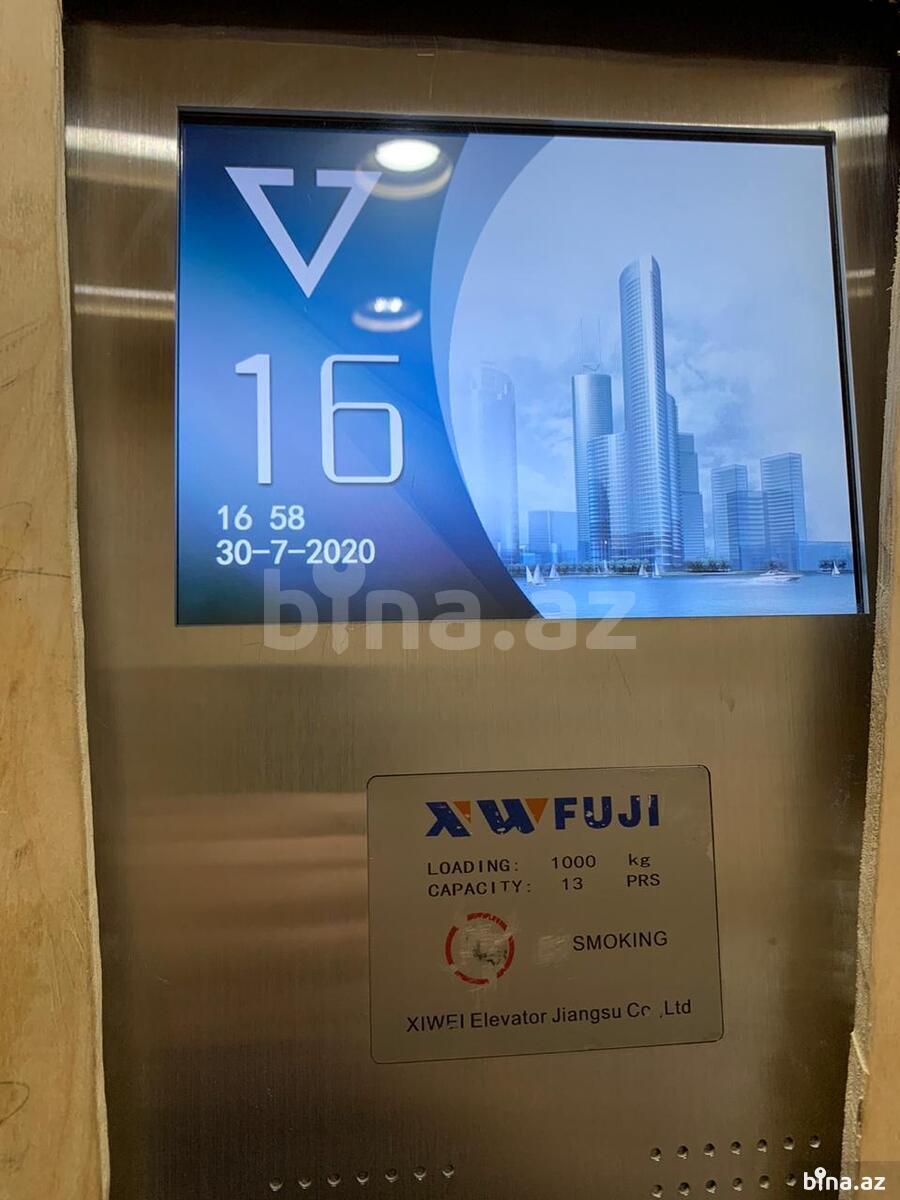 16
16 58
30-7-2020
bina.az
XWFUJI
LOADING: 1000 kg
CAPACITY: 13 PRS
SMOKING
XIWEI Elevator Jiangsu Co.,Ltd
bina.az